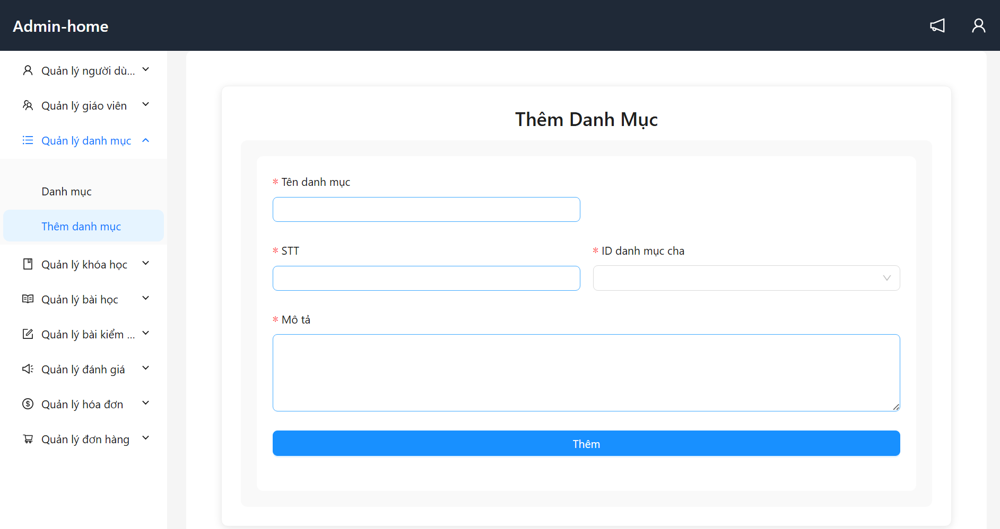 Admin-home
Quản lý người dù...
Quản lý giáo viên
Quản lý danh mục
Danh mục
Thêm danh mục
Quản lý khóa học
Quản lý bài học
Quản lý bài kiểm ...
Quản lý đánh giá
Quản lý hóa đơn
Quản lý đơn hàng
Thêm Danh Mục
* Tên danh mục
* STT
* ID danh mục cha
* Mô tả
Thêm